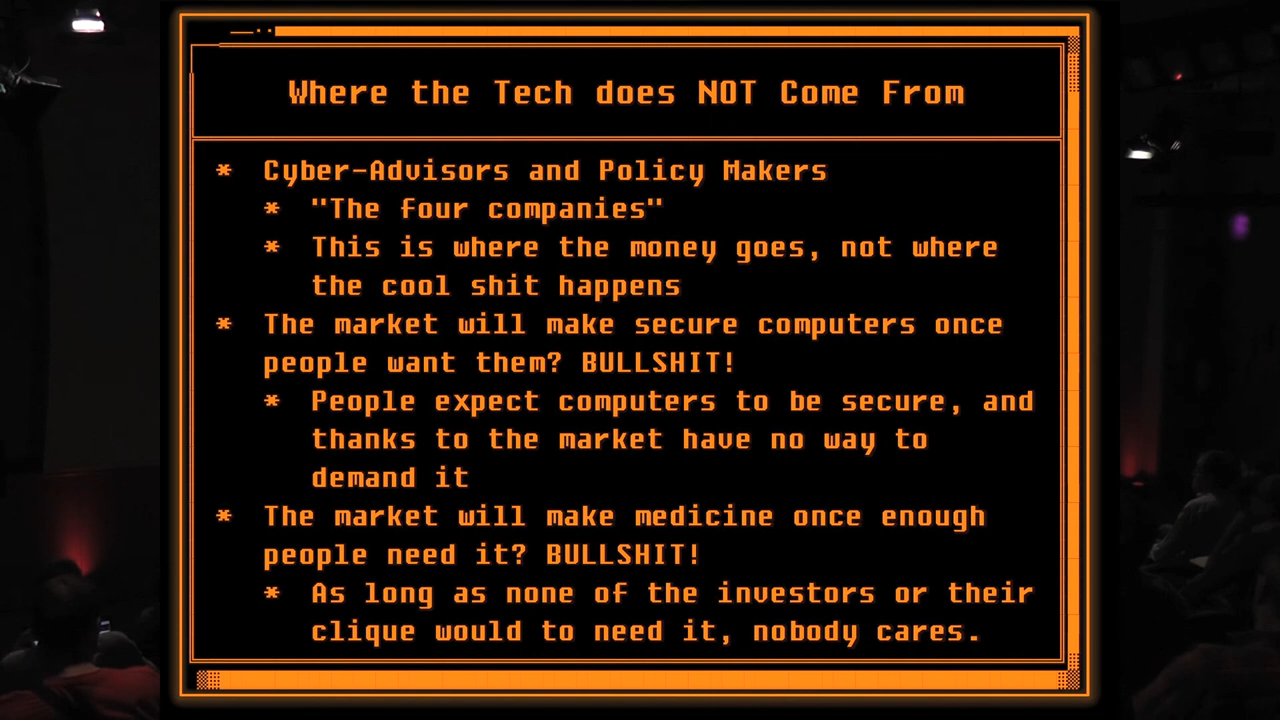 Where the Tech does NOT Come From
* Cyber-Advisors and Policy Makers
* "The four companies"
* This is where the money goes, not where
the cool shit happens
* The market will make secure computers once
people want them? BULLSHIT!
* People expect computers to be secure, and
thanks to the market have no way to
demand it
* The market will make medicine once enough
people need it? BULLSHIT!
* As long as none of the investors or their
clique would to need it, nobody cares.